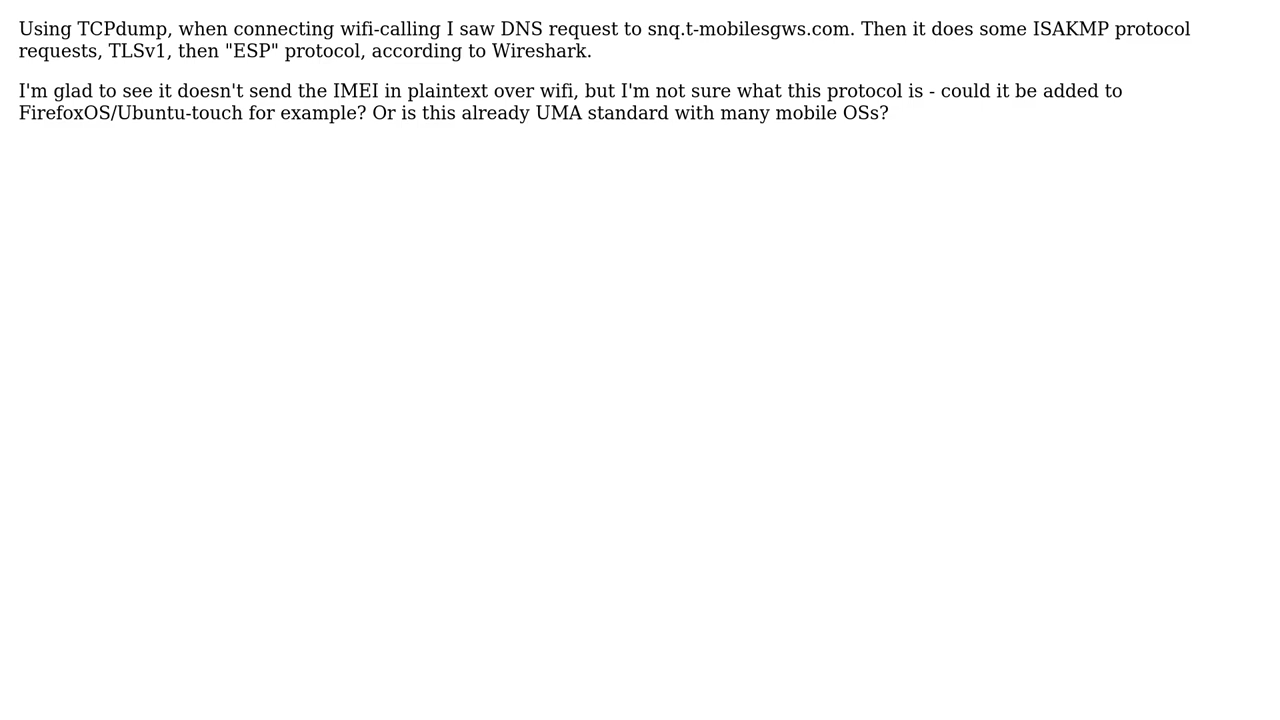 Using TCPdump, when connecting wifi-calling I saw DNS request to snq.t-mobilesgws.com. Then it does some ISAKMP protocol
requests, TLSv1, then "ESP" protocol, according to Wireshark.
I'm glad to see it doesn't send the IMEI in plaintext over wifi, but I'm not sure what this protocol is - could it be added to
FirefoxOS/Ubuntu-touch for example? Or is this already UMA standard with many mobile OSs?